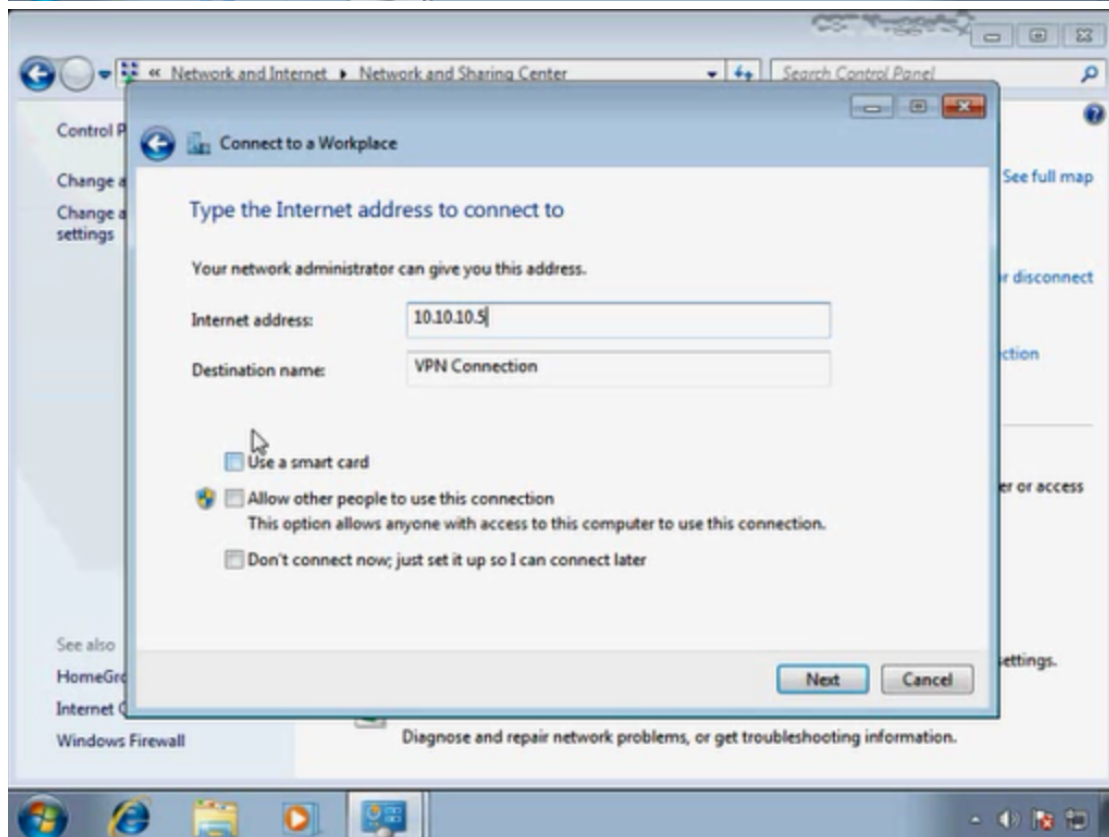 « Network and Internet ▸ Network and Sharing Center
Search Control Panel
Control P
Connect to a Workplace
Change a
See full map
Change a
settings
Type the Internet address to connect to
Your network administrator can give you this address.
r disconnect
Internet address: 10.10.10.5
ction
Destination name: VPN Connection
Use a smart card
er or access
Allow other people to use this connection
This option allows anyone with access to this computer to use this connection.
Don't connect now; just set it up so I can connect later
See also
ettings.
HomeGro
Next Cancel
Internet O
Windows Firewall
Diagnose and repair network problems, or get troubleshooting information.